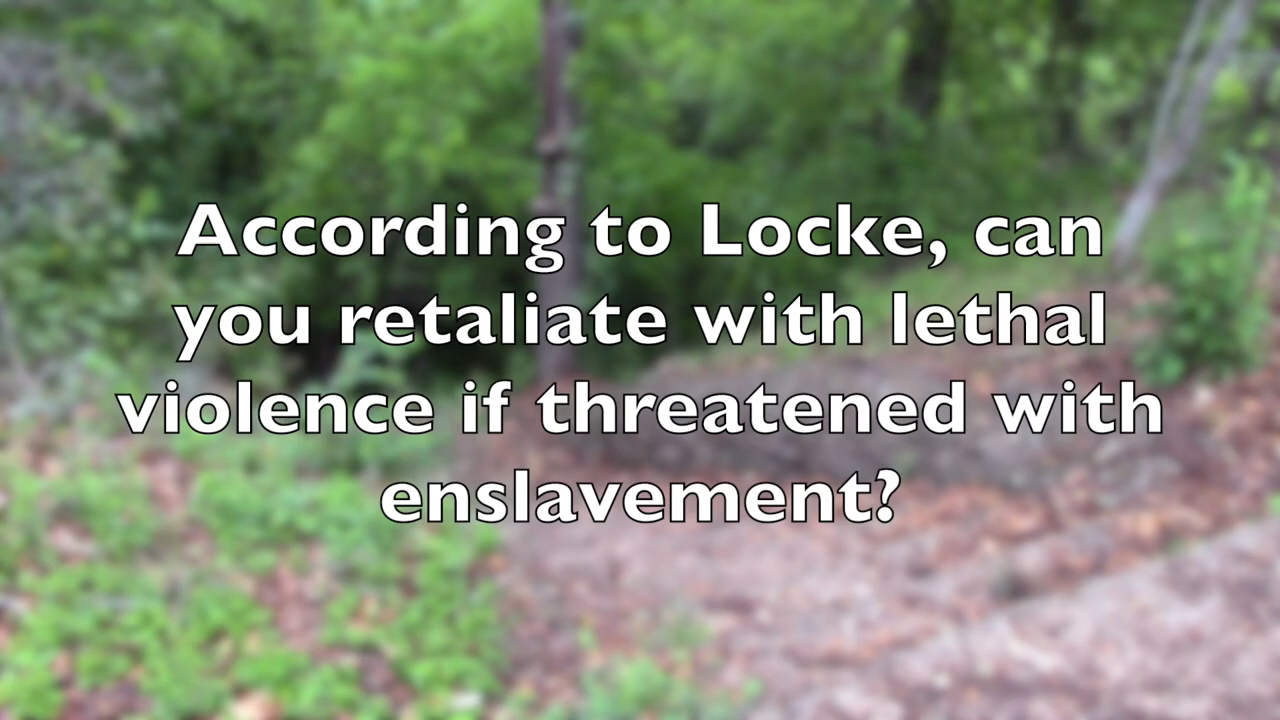 According to Locke, can
you retaliate with lethal
violence if threatened with
enslavement?